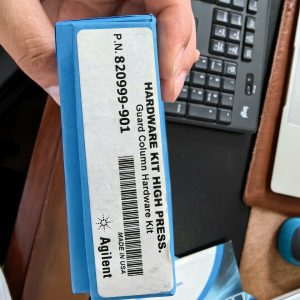 HARDWARE KIT HIGH PRESS.
Guard Column Hardware Kit
P.N. 820999-901
MADE IN USA
Agilent